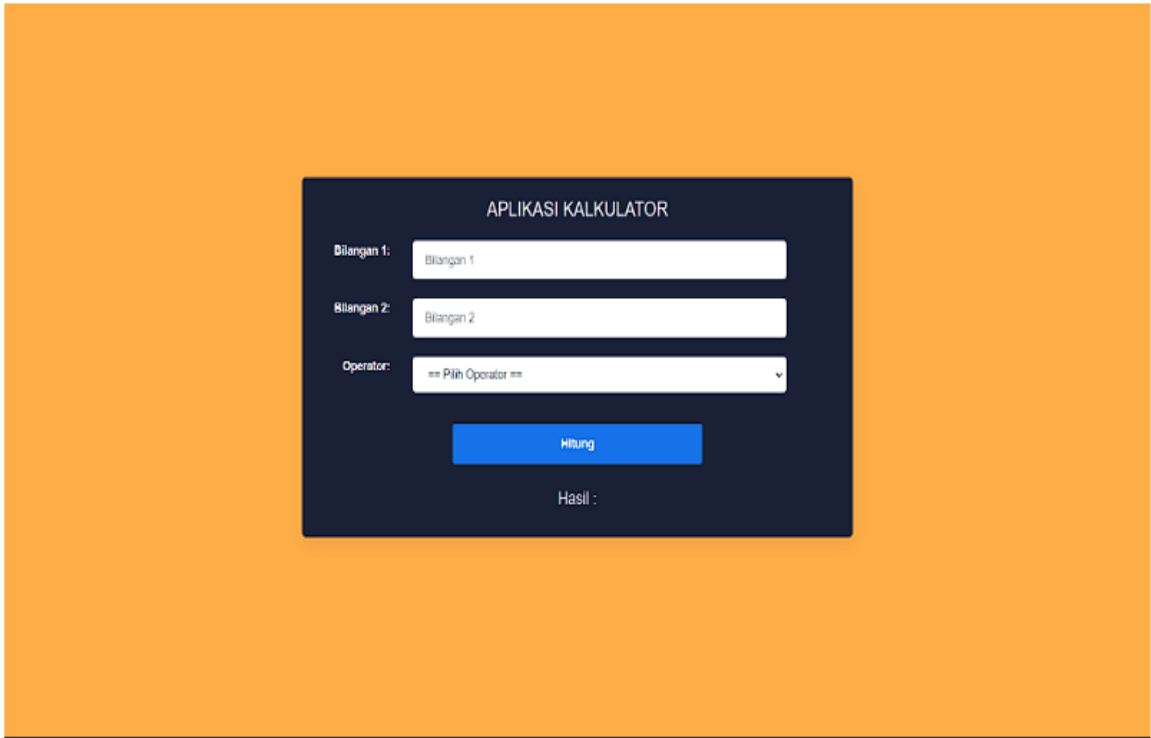 APLIKASI KALKULATOR
Bilangan 1:
Bilangan 1
Bilangan 2:
Bilangan 2
Operator:
== Pilih Operator ==
Hitung
Hasil :